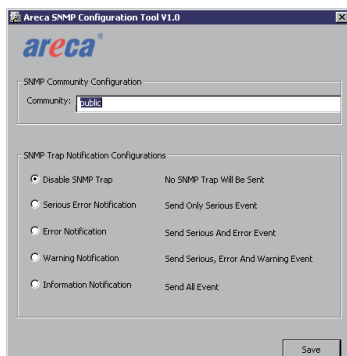 Areca SNMP Configuration Tool V1.0
areca®
SNMP Community Configuration
Community: public
SNMP Trap Notification Configurations
Disable SNMP Trap No SNMP Trap Will Be Sent
Serious Error Notification Send Only Serious Event
Error Notification Send Serious And Error Event
Warning Notification Send Serious, Error And Warning Event
Information Notification Send All Event
Save